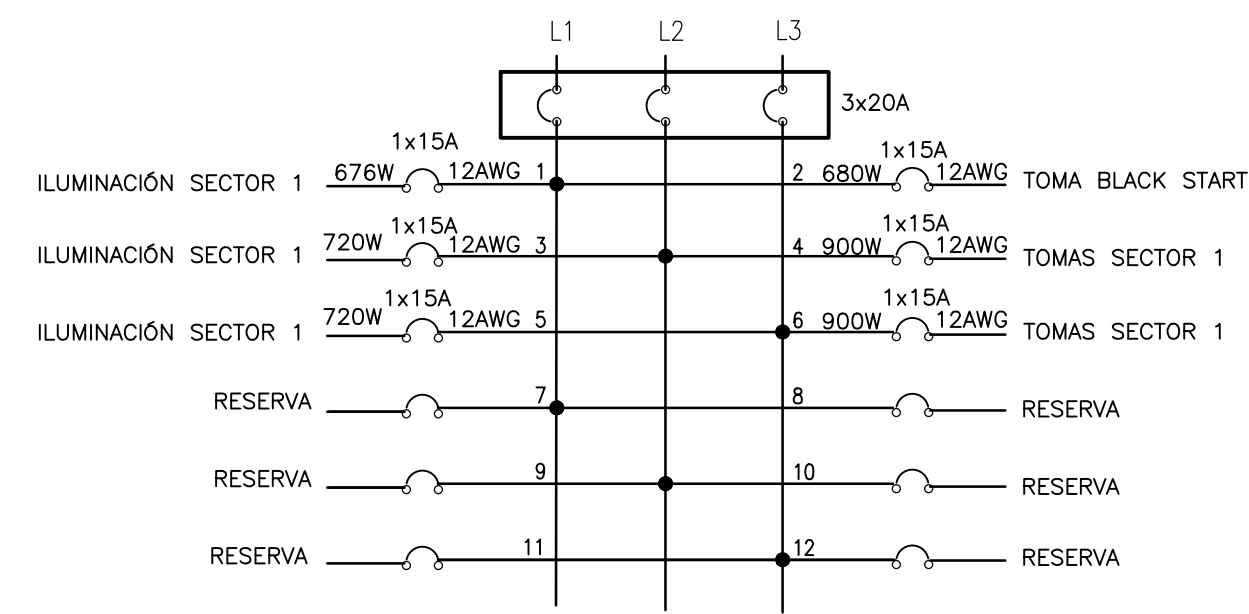 L1 L2 L3
3x20A
1x15A 1x15A
ILUMINACIÓN SECTOR 1 676W 12AWG 1 2 680W 12AWG TOMA BLACK START
1x15A 1x15A
ILUMINACIÓN SECTOR 1 720W 12AWG 3 4 900W 12AWG TOMAS SECTOR 1
1x15A 1x15A
ILUMINACIÓN SECTOR 1 720W 12AWG 5 6 900W 12AWG TOMAS SECTOR 1
RESERVA 7 8 RESERVA
RESERVA 9 10 RESERVA
RESERVA 11 12 RESERVA